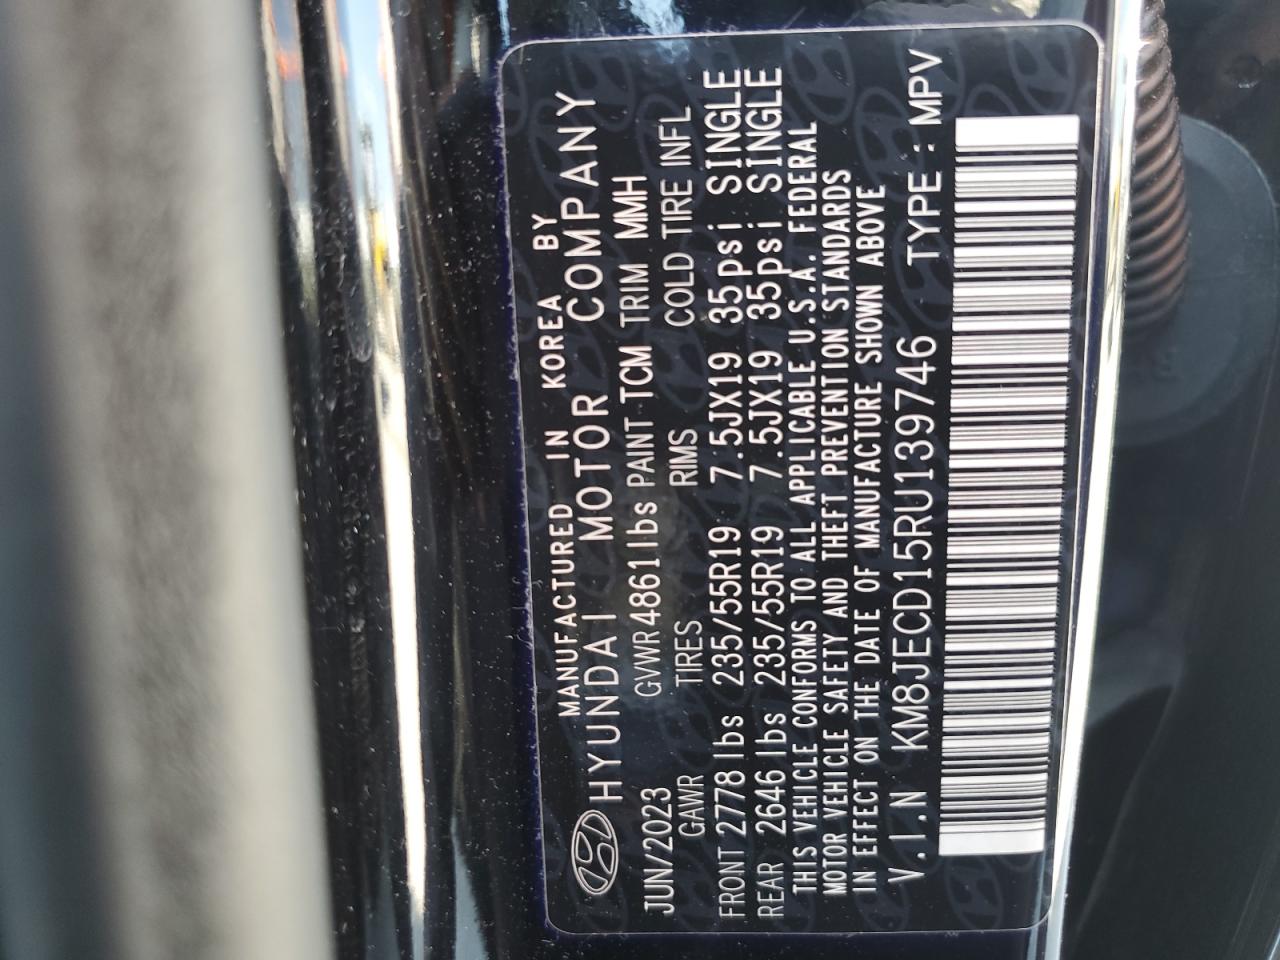 MANUFACTURED IN KOREA BY
HYUNDAI MOTOR COMPANY
JUN/2023 GVWR4861lbs PAINT TCM TRIM MMH
GAWR TIRES RIMS COLD TIRE INFL
FRONT 2778 lbs 235/55R19 7.5JX19 35psi SINGLE
REAR 2646 lbs 235/55R19 7.5JX19 35psi SINGLE
THIS VEHICLE CONFORMS TO ALL APPLICABLE U.S.A. FEDERAL
MOTOR VEHICLE SAFETY AND THEFT PREVENTION STANDARDS
IN EFFECT ON THE DATE OF MANUFACTURE SHOWN ABOVE
V.I.N KM8JECD15RU139746 TYPE : MPV